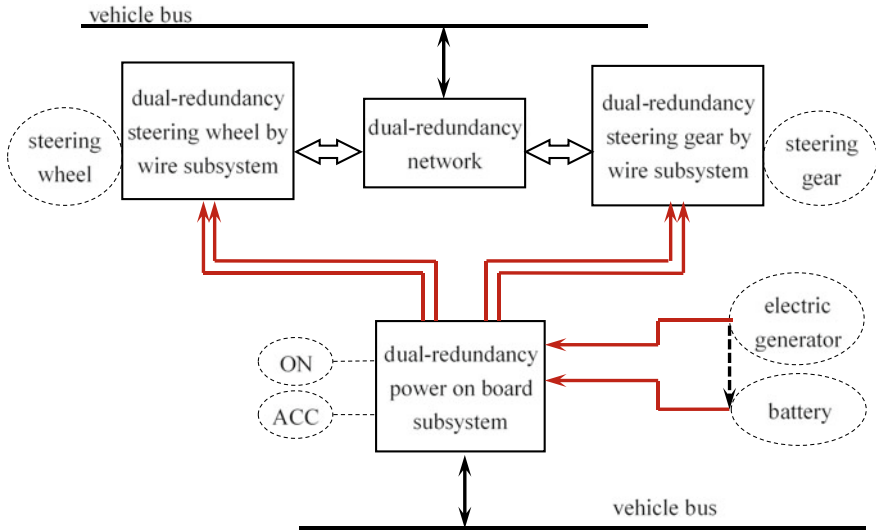 vehicle bus
dual-redundancy
steering wheel by
wire subsystem
steering
wheel
dual-redundancy
network
dual-redundancy
steering gear by
wire subsystem
steering
gear
electric
generator
dual-redundancy
power on board
subsystem
ON
ACC
battery
vehicle bus